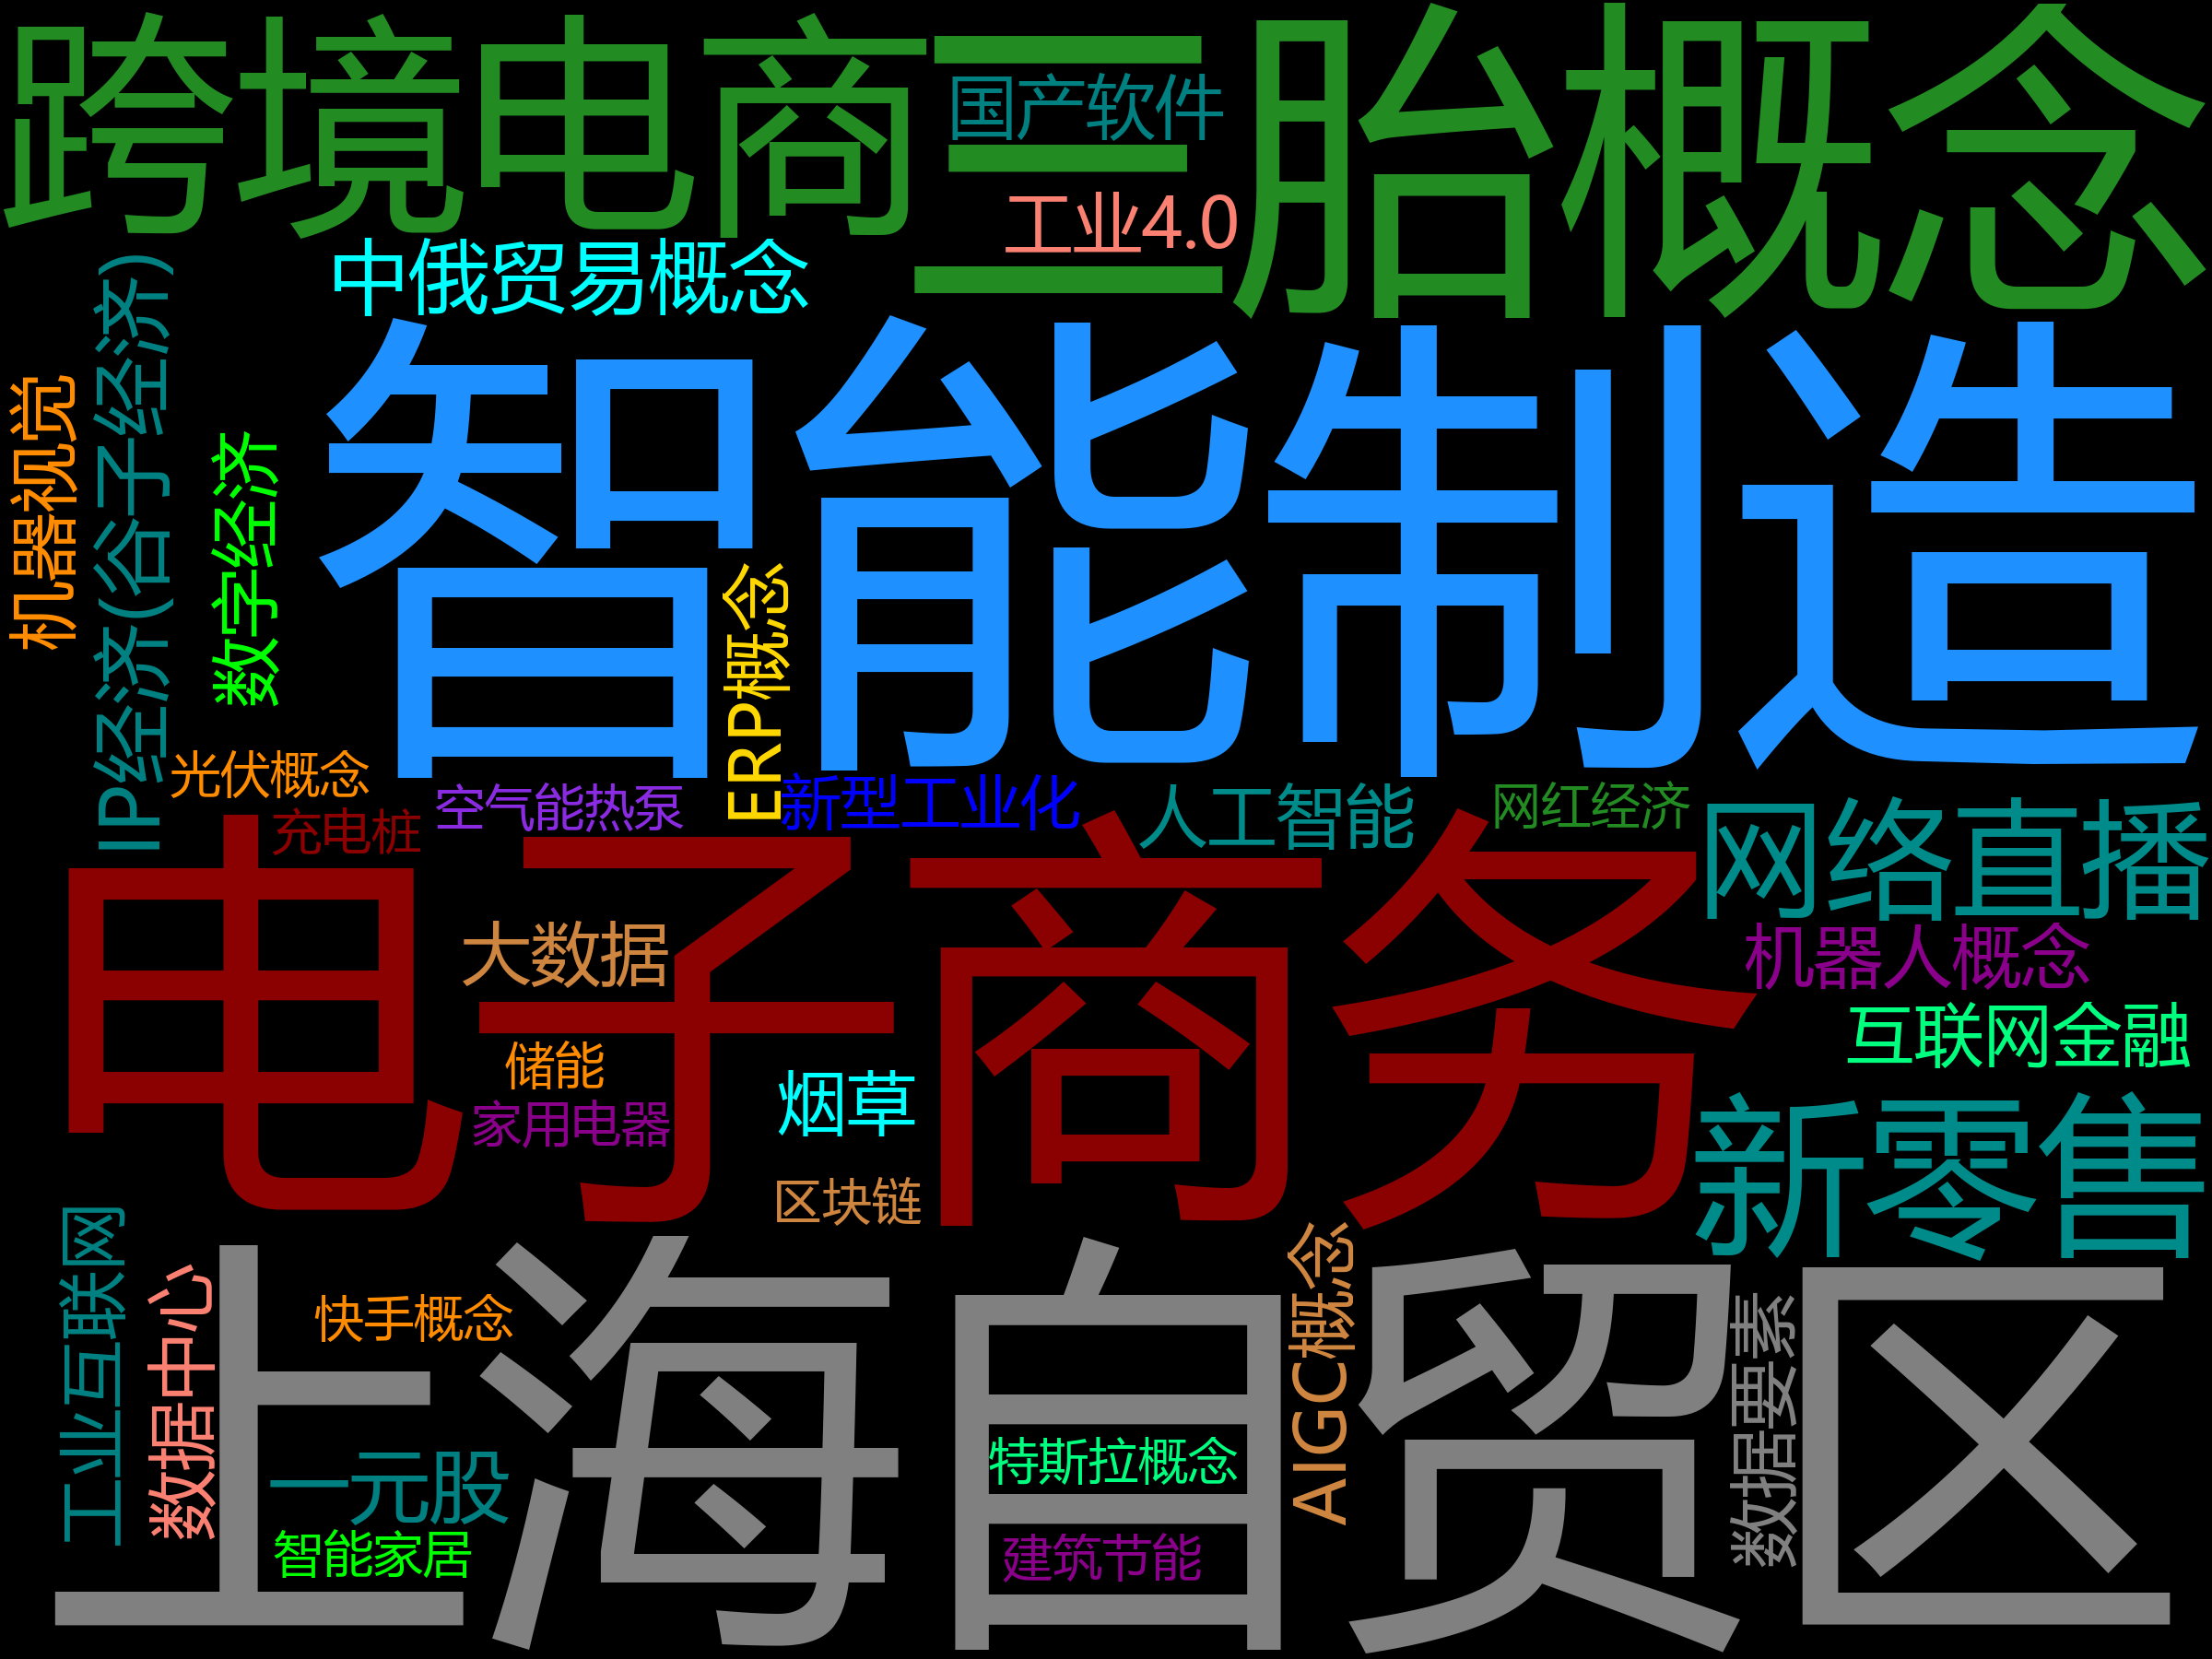 跨境电商
三胎概念
国产软件
工业4.0
中俄贸易概念
智能制造
机器视觉
IP经济(谷子经济)
数字经济
ERP概念
光伏概念
充电桩
空气能热泵
新型工业化
人工智能
网红经济
网络直播
电子商务
大数据
机器人概念
互联网金融
储能
家用电器
烟草
区块链
新零售
上海自贸区
工业互联网
数据中心
快手概念
一元股
智能家居
特斯拉概念
建筑节能
AIGC概念
数据要素